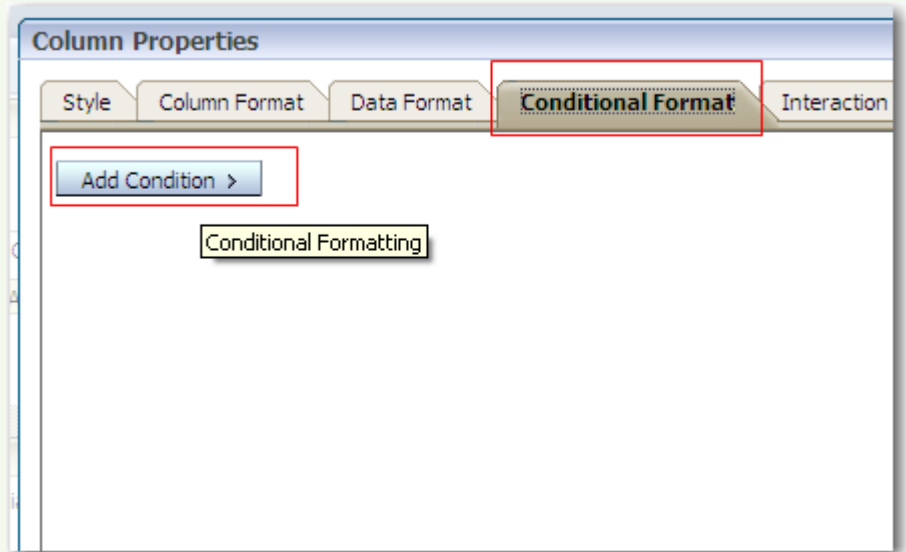 Column Properties
Style Column Format Data Format Conditional Format Interaction
Add Condition >
Conditional Formatting